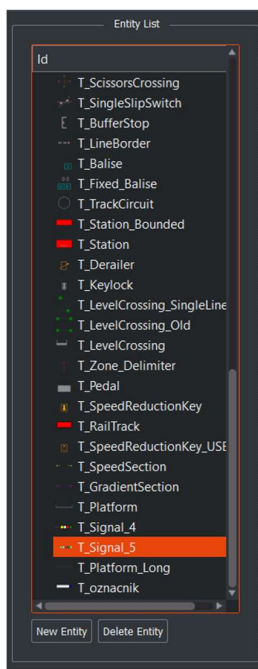 Entity List
Id
T_ScissorsCrossing
T_SingleSlipSwitch
T_BufferStop
T_LineBorder
T_Balise
T_Fixed_Balise
T_TrackCircuit
T_Station_Bounded
T_Station
T_Derailer
T_Keylock
T_LevelCrossing_SingleLine
T_LevelCrossing_Old
T_LevelCrossing
T_Zone_Delimiter
T_Pedal
T_SpeedReductionKey
T_RailTrack
T_SpeedReductionKey_USE
T_SpeedSection
T_GradientSection
T_Platform
T_Signal_4
T_Signal_5
T_Platform_Long
T_oznacnik
New Entity Delete Entity